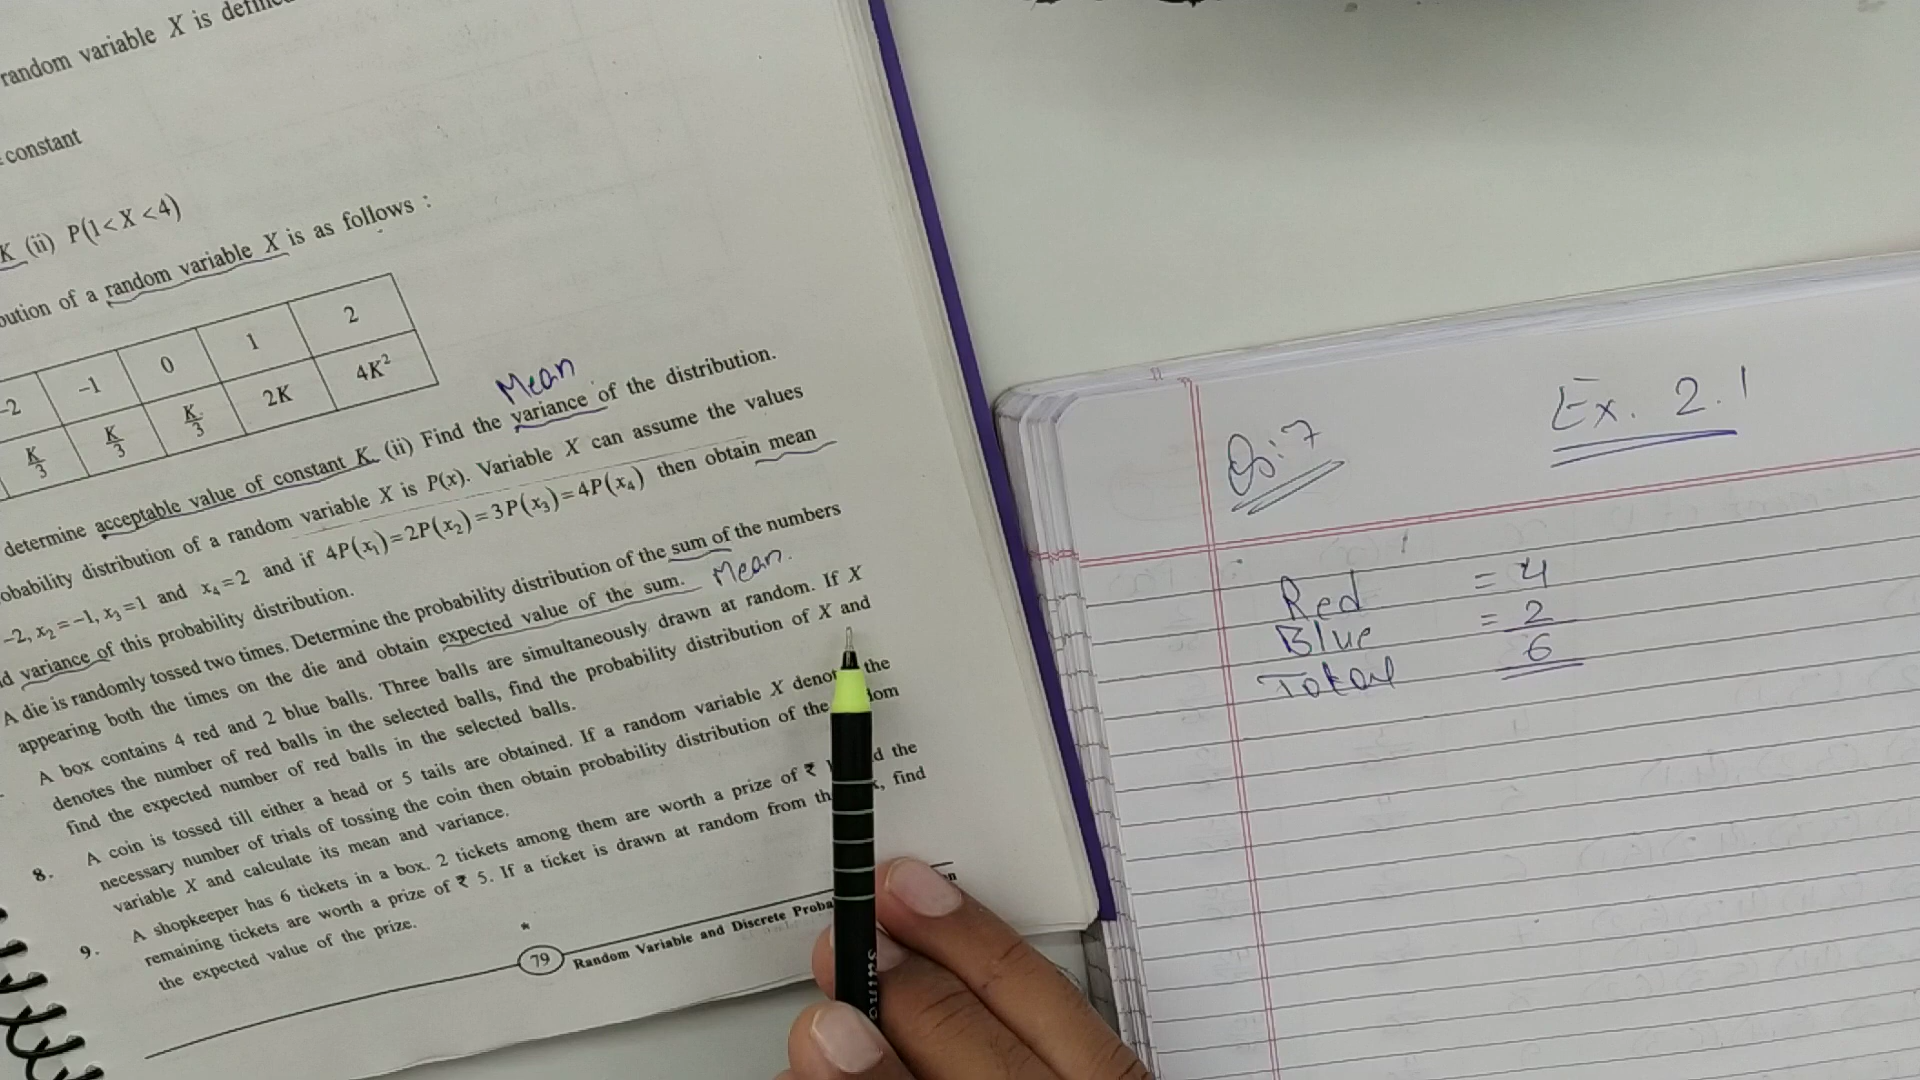 random variable X is
constant
K (ii) P(1<X<4)
bution of a random variable X is as follows :
-2 -1 0 1 2
K/3 K/3 K/3 2K 4K²
Mean
determine acceptable value of constant K. (ii) Find the variance of the distribution.
obability distribution of a random variable X is P(x). Variable X can assume the values
-2, x₂=-1, x₃=1 and x₄=2 and if 4P(x₁)=2P(x₂)=3P(x₃)=4P(x₄) then obtain mean
d variance of this probability distribution.
A die is randomly tossed two times. Determine the probability distribution of the sum of the numbers
appearing both the times on the die and obtain expected value of the sum. Mean.
A box contains 4 red and 2 blue balls. Three balls are simultaneously drawn at random. If X
denotes the number of red balls in the selected balls, find the probability distribution of X and
find the expected number of red balls in the selected balls.
8. A coin is tossed till either a head or 5 tails are obtained. If a random variable X denot the
necessary number of trials of tossing the coin then obtain probability distribution of the dom
variable X and calculate its mean and variance.
9. A shopkeeper has 6 tickets in a box. 2 tickets among them are worth a prize of ₹ d the
remaining tickets are worth a prize of ₹ 5. If a ticket is drawn at random from th x, find
the expected value of the prize.
*
79 Random Variable and Discrete Proba n
Ex. 2.1
Qs:7
Red = 4
Blue = 2
Total 6